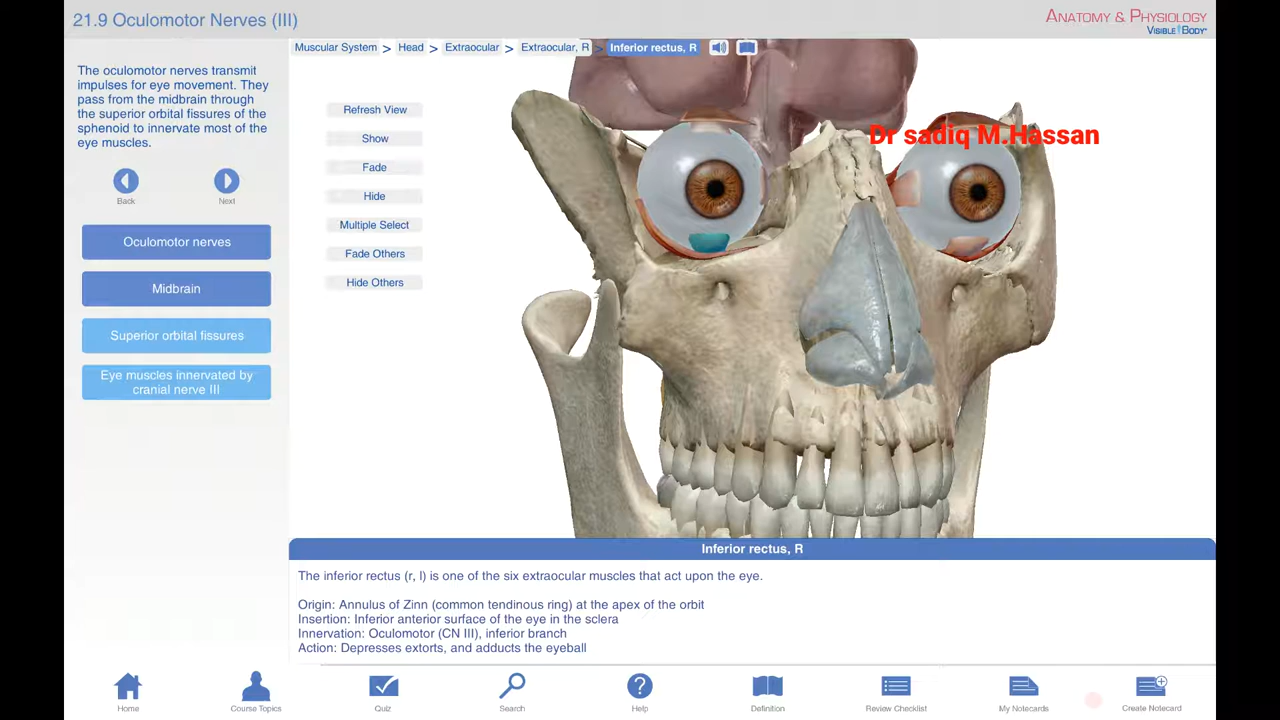 21.9 Oculomotor Nerves (III)
ANATOMY & PHYSIOLOGY
VISIBLE BODY®
Muscular System > Head > Extraocular > Extraocular, R > Inferior rectus, R
The oculomotor nerves transmit
impulses for eye movement. They
pass from the midbrain through
the superior orbital fissures of the
sphenoid to innervate most of the
eye muscles.
Back
Next
Oculomotor nerves
Midbrain
Superior orbital fissures
Eye muscles innervated by
cranial nerve III
Refresh View
Show
Fade
Hide
Multiple Select
Fade Others
Hide Others
Dr sadiq M.Hassan
Inferior rectus, R
The inferior rectus (r, l) is one of the six extraocular muscles that act upon the eye.
Origin: Annulus of Zinn (common tendinous ring) at the apex of the orbit
Insertion: Inferior anterior surface of the eye in the sclera
Innervation: Oculomotor (CN III), inferior branch
Action: Depresses extorts, and adducts the eyeball
Home
Course Topics
Quiz
Search
Help
Definition
Review Checklist
My Notecards
Create Notecard